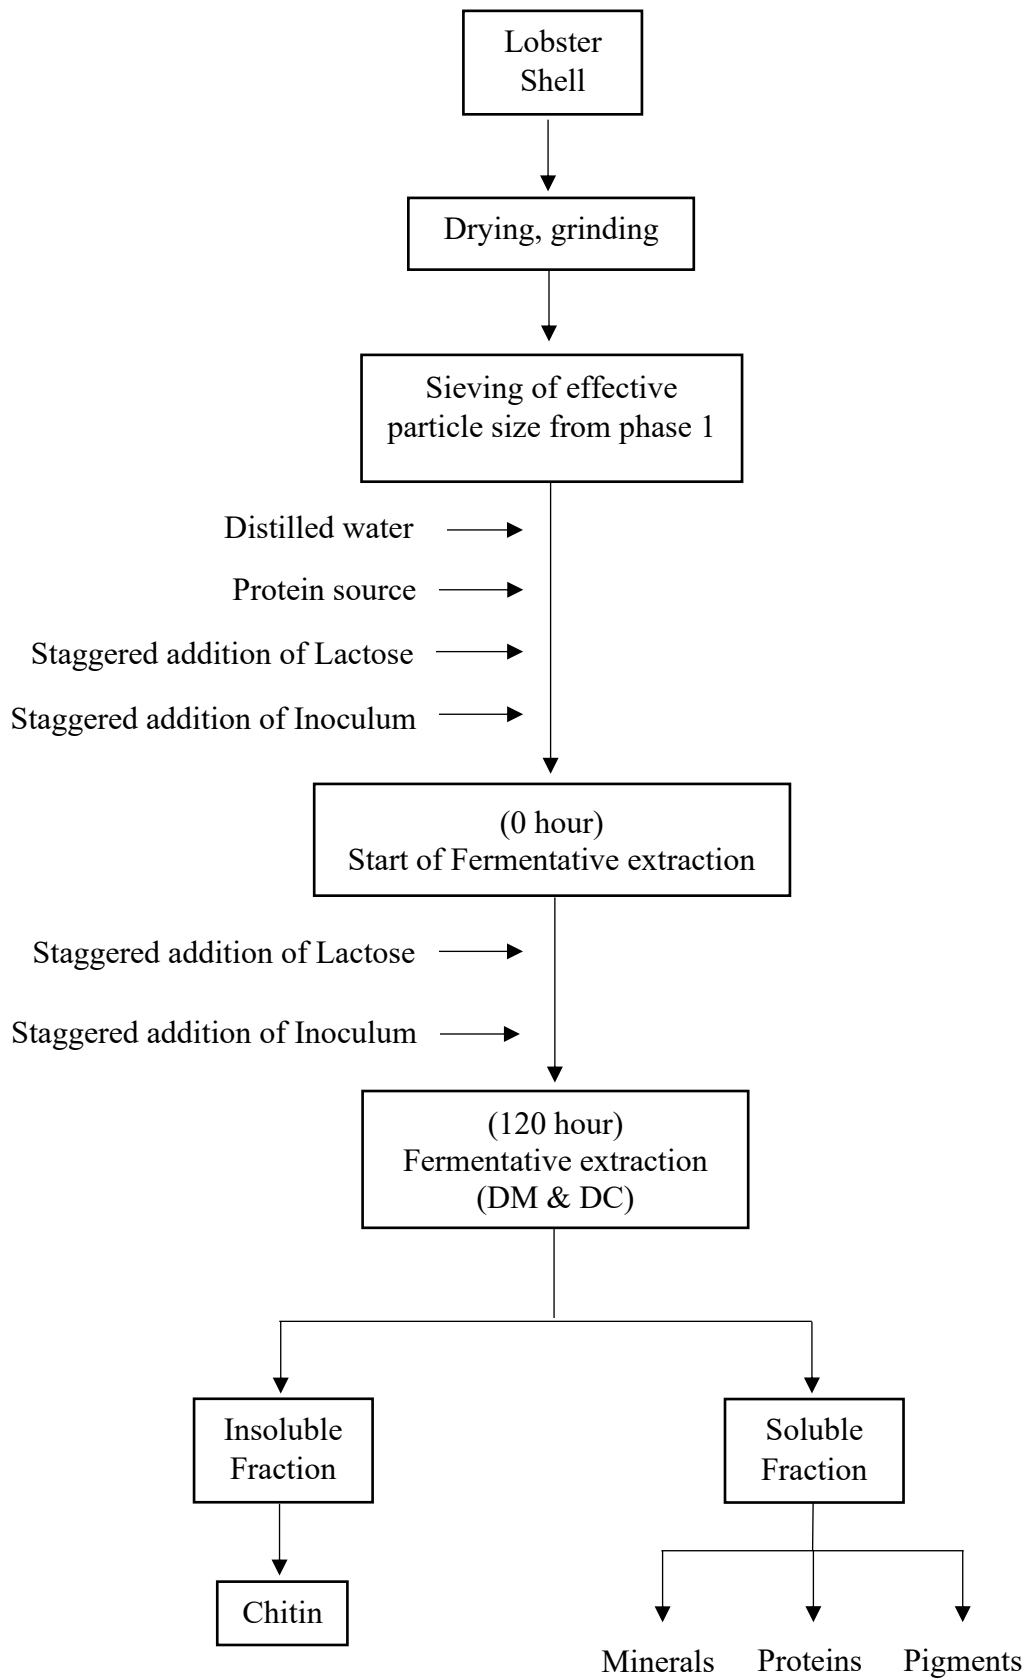 Lobster
Shell
Drying, grinding
Sieving of effective
particle size from phase 1
Distilled water
Protein source
Staggered addition of Lactose
Staggered addition of Inoculum
(0 hour)
Start of Fermentative extraction
Staggered addition of Lactose
Staggered addition of Inoculum
(120 hour)
Fermentative extraction
(DM & DC)
Insoluble
Fraction
Soluble
Fraction
Chitin
Minerals
Proteins
Pigments